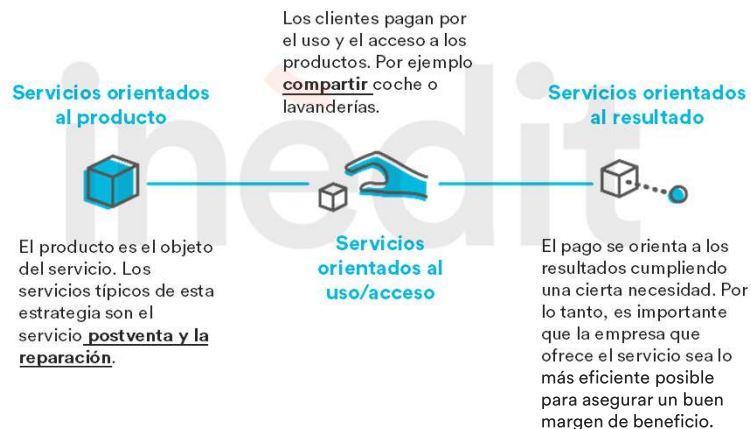 Servicios orientados
al producto
El producto es el objeto
del servicio. Los
servicios típicos de esta
estrategia son el
servicio postventa y la
reparación.
Los clientes pagan por
el uso y el acceso a los
productos. Por ejemplo
compartir coche o
lavanderías.
Servicios
orientados al
uso/acceso
Servicios orientados
al resultado
El pago se orienta a los
resultados cumpliendo
una cierta necesidad. Por
lo tanto, es importante
que la empresa que
ofrece el servicio sea lo
más eficiente posible
para asegurar un buen
margen de beneficio.
inèdit